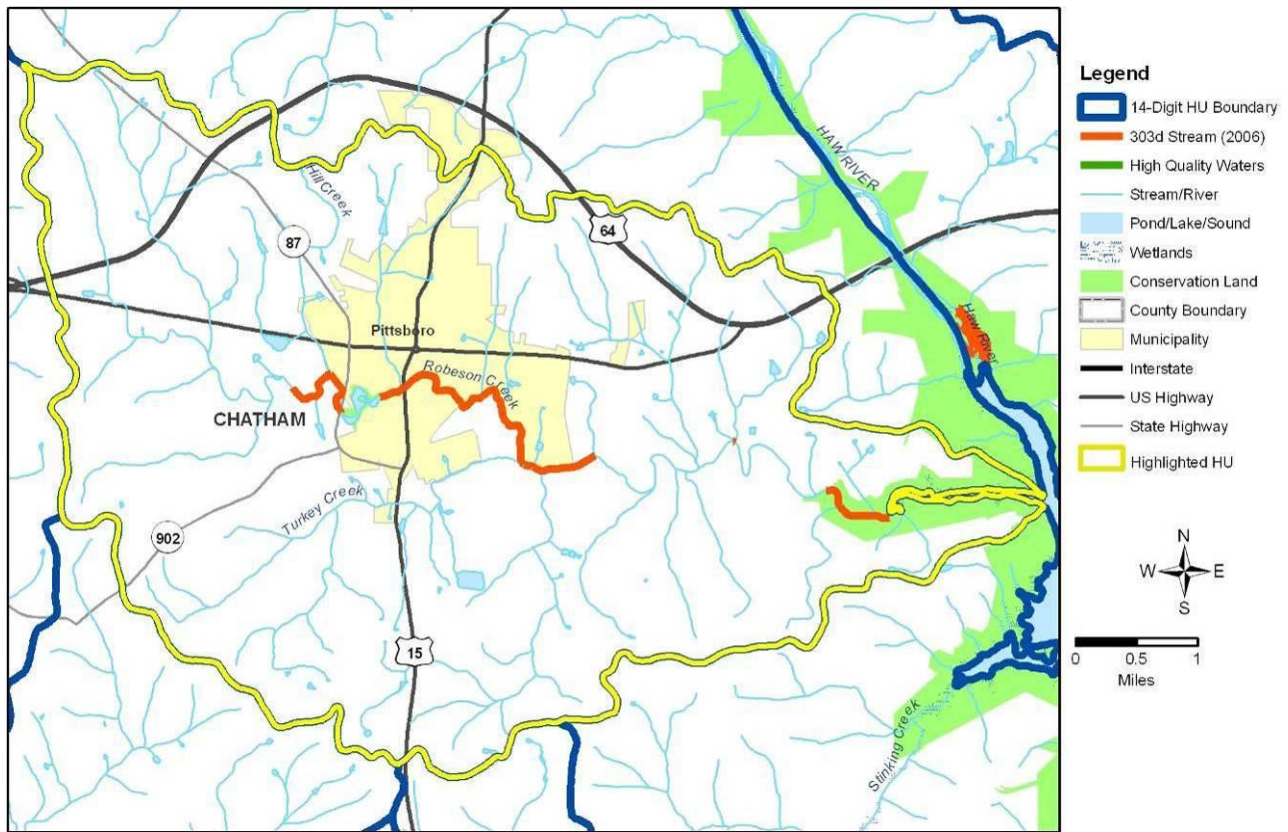 HAW RIVER
Hill Creek
87
64
Pittsboro
Haw River
Robeson Creek
CHATHAM
Turkey Creek
902
15
Stinking Creek
Legend
14-Digit HU Boundary
303d Stream (2006)
High Quality Waters
Stream/River
Pond/Lake/Sound
Wetlands
Conservation Land
County Boundary
Municipality
Interstate
US Highway
State Highway
Highlighted HU
N
W E
S
0 0.5 1
Miles